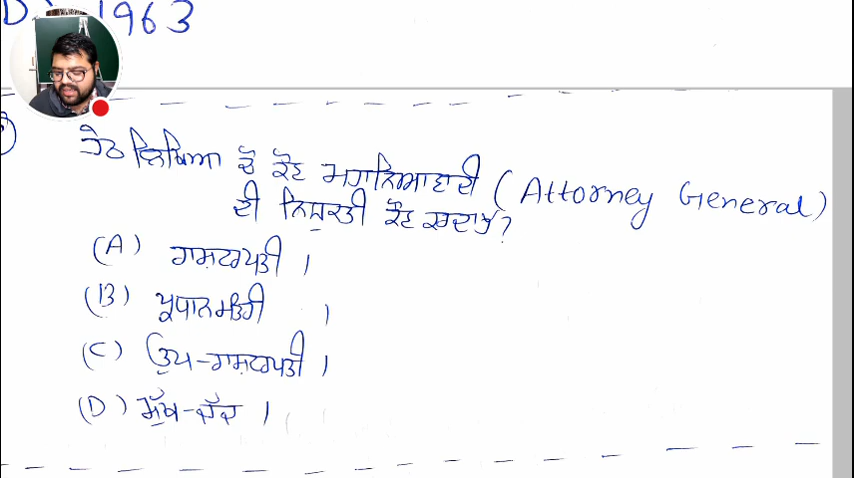 D) 1963
ਹੇਠ ਲਿਖਿਆ ਚੋਂ ਕੌਣ ਮਹਾਨਿਆਵਾਦੀ (Attorney General)
ਦੀ ਨਿਯੁਕਤੀ ਕੌਣ ਕਰਦਾ ਹੈ?
(A) ਰਾਸ਼ਟਰਪਤੀ ।
(B) ਪ੍ਰਧਾਨਮੰਤਰੀ ।
(C) ਉਪ-ਰਾਸ਼ਟਰਪਤੀ ।
(D) ਮੁੱਖ-ਜੱਜ ।